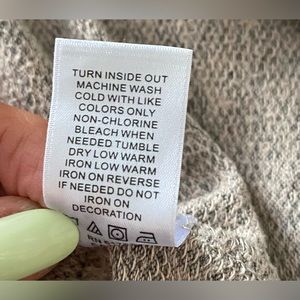 TURN INSIDE OUT
MACHINE WASH
COLD WITH LIKE
COLORS ONLY
NON-CHLORINE
BLEACH WHEN
NEEDED TUMBLE
DRY LOW WARM
IRON LOW WARM
IRON ON REVERSE
IF NEEDED DO NOT
IRON ON
DECORATION
RN